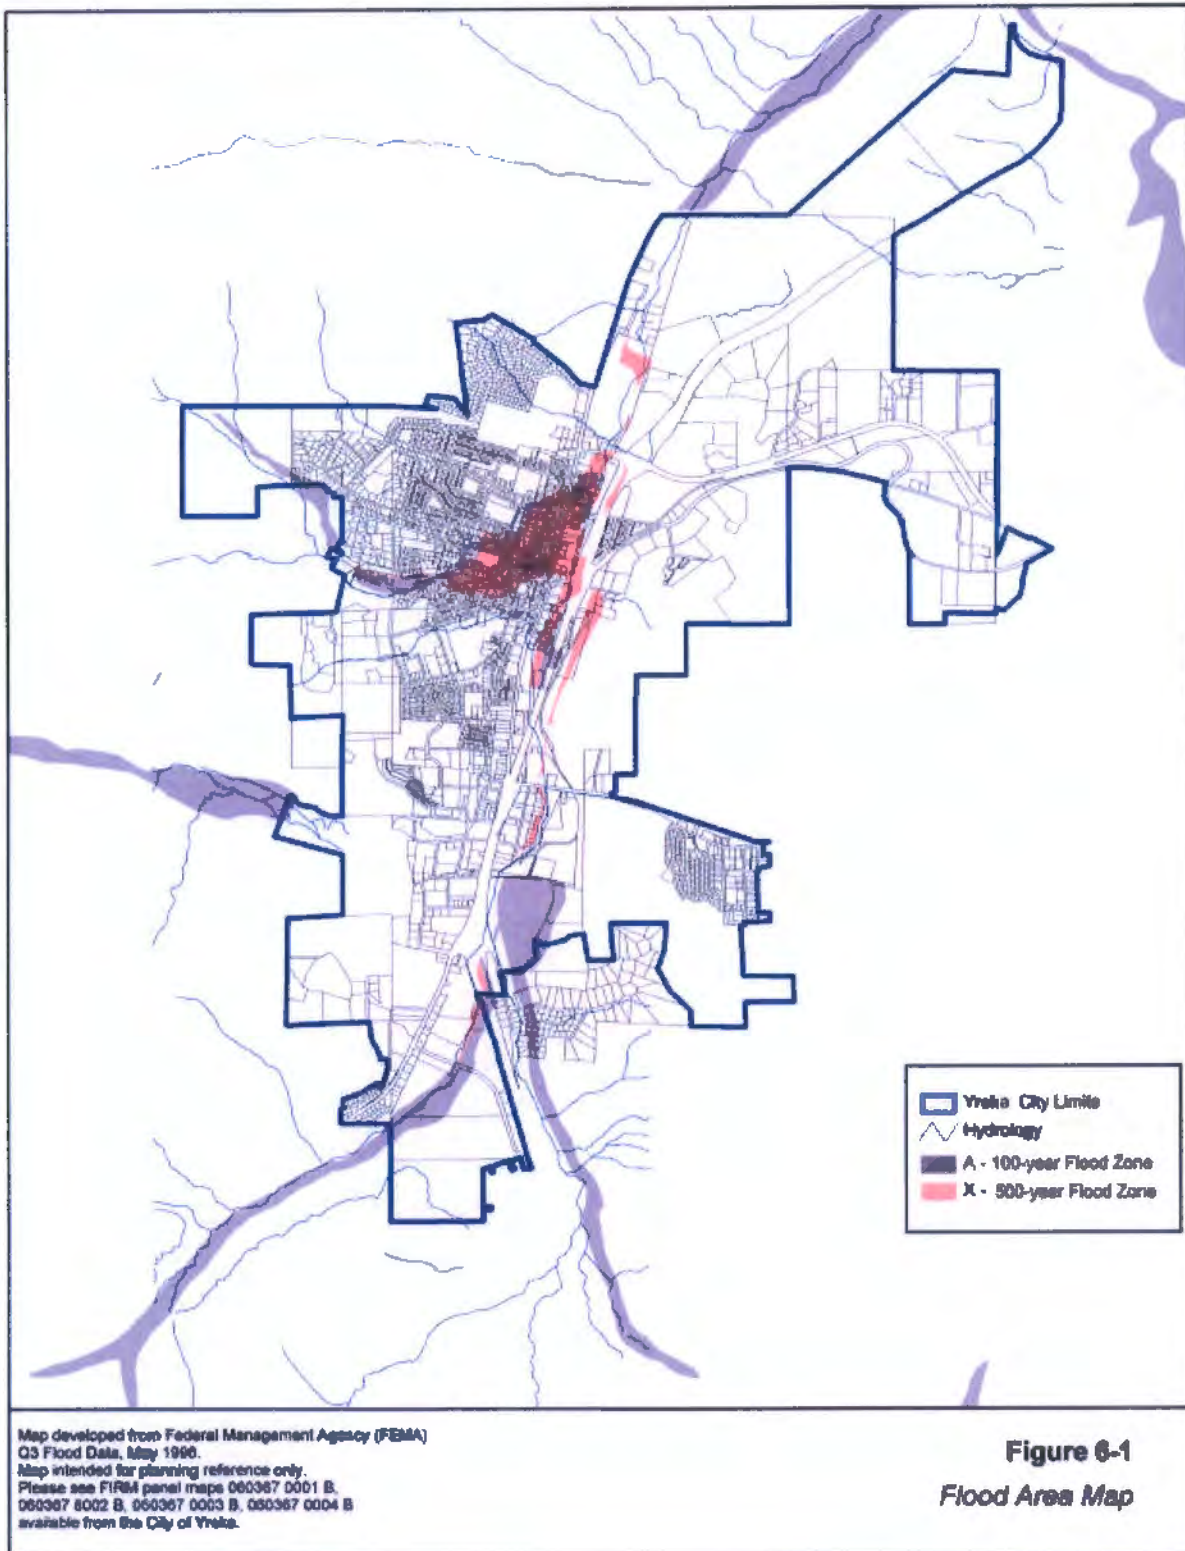 Yreka City Limits
Hydrology
A - 100-year Flood Zone
X - 500-year Flood Zone
Map developed from Federal Management Agency (FEMA)
Q3 Flood Data, May 1996.
Map intended for planning reference only.
Please see FIRM panel maps 060367 0001 B,
060367 0002 B, 060367 0003 B, 060367 0004 B
available from the City of Yreka.
Figure 6-1
Flood Area Map